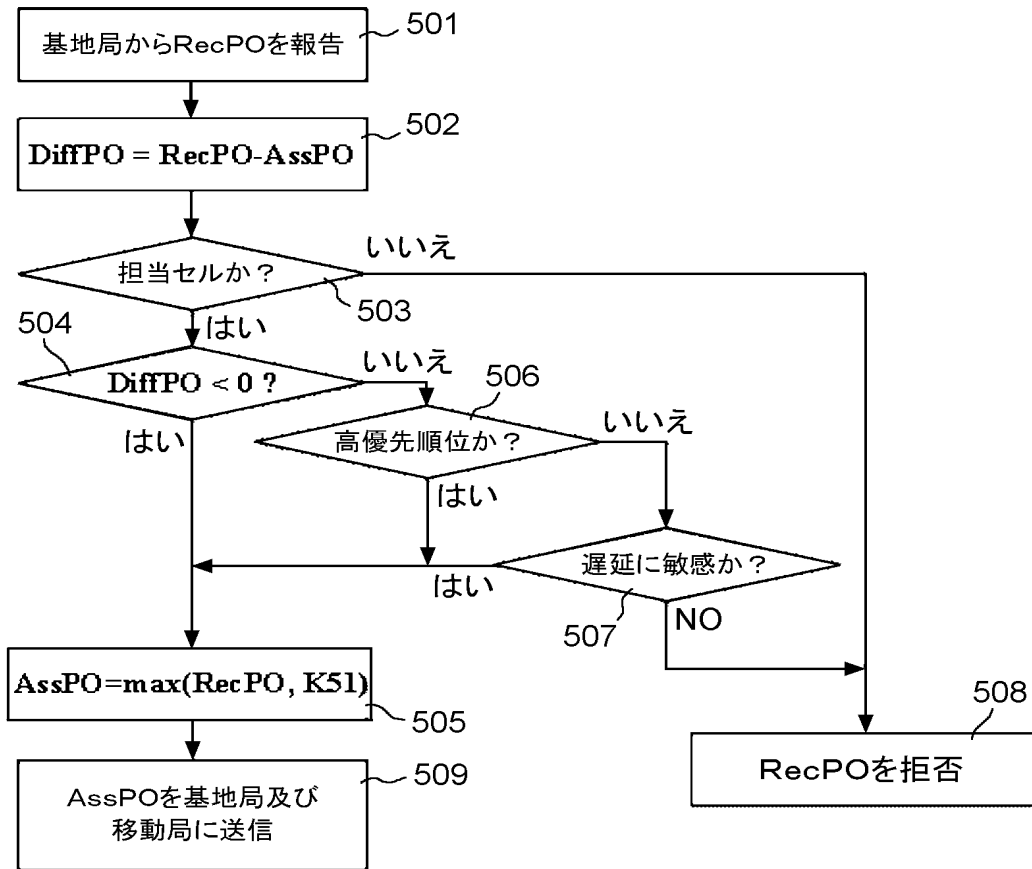 基地局からRecPOを報告
501
DiffPO = RecPO-AssPO
502
担当セルか？
いいえ
503
はい
504
DiffPO < 0 ?
いいえ
はい
506
高優先順位か？
いいえ
はい
遅延に敏感か？
はい
507
NO
AssPO=max(RecPO, K51)
505
508
RecPOを拒否
509
AssPOを基地局及び
移動局に送信